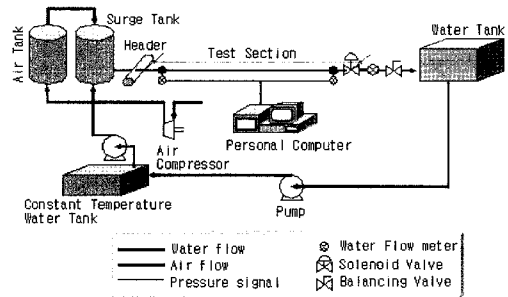 Surge Tank
Air Tank
Header
Test Section
Water Tank
Personal Computer
Air
Compressor
Constant Temperature
Water Tank
Pump
Water flow
Air flow
Pressure signal
Water Flow meter
Solenoid Valve
Balancing Valve